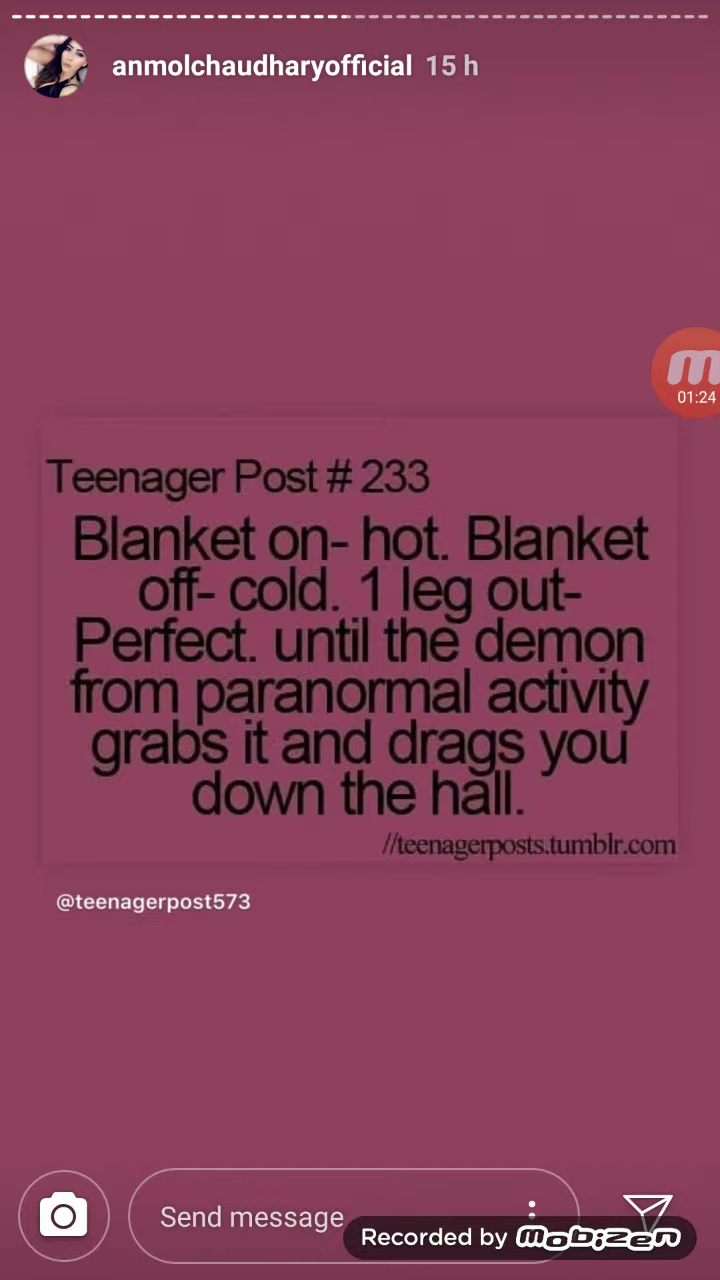 anmolchaudharyofficial 15 h
m
01:24
Teenager Post # 233
Blanket on- hot. Blanket
off- cold. 1 leg out-
Perfect. until the demon
from paranormal activity
grabs it and drags you
down the hall.
//teenagerposts.tumblr.com
@teenagerpost573
Send message
Recorded by mobizen